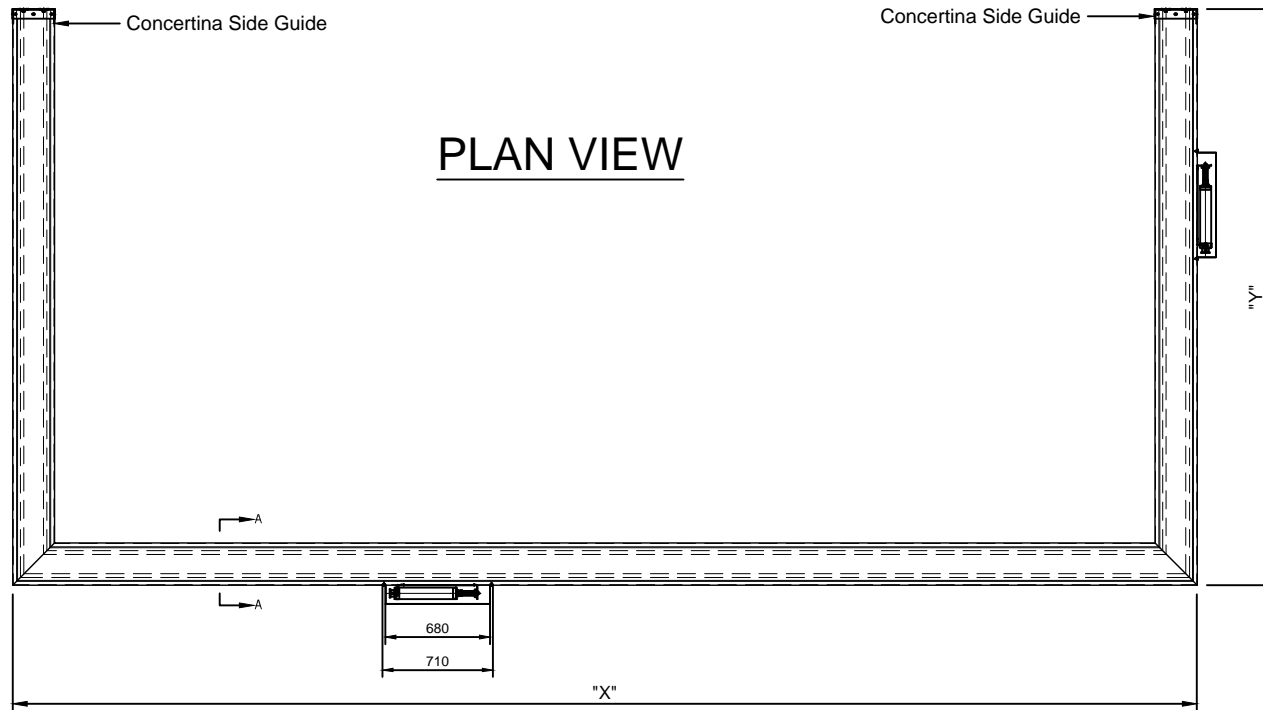 Concertina Side Guide
Concertina Side Guide
PLAN VIEW
"Y"
A
A
680
710
"X"